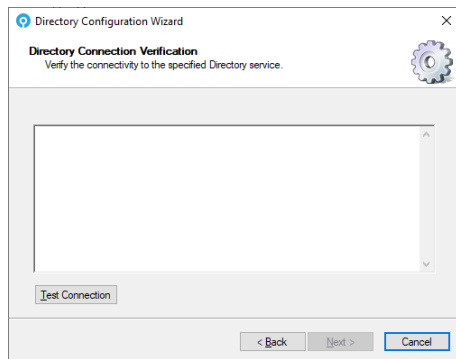 Directory Configuration Wizard
Directory Connection Verification
Verify the connectivity to the specified Directory service.
Test Connection
< Back
Next >
Cancel